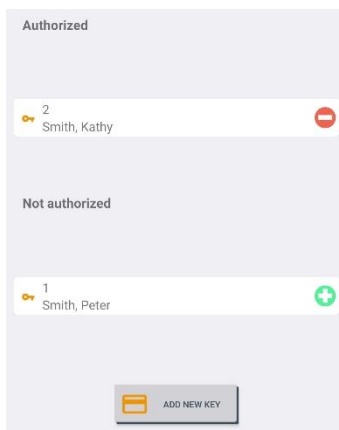 Authorized
2
Smith, Kathy
Not authorized
1
Smith, Peter
ADD NEW KEY